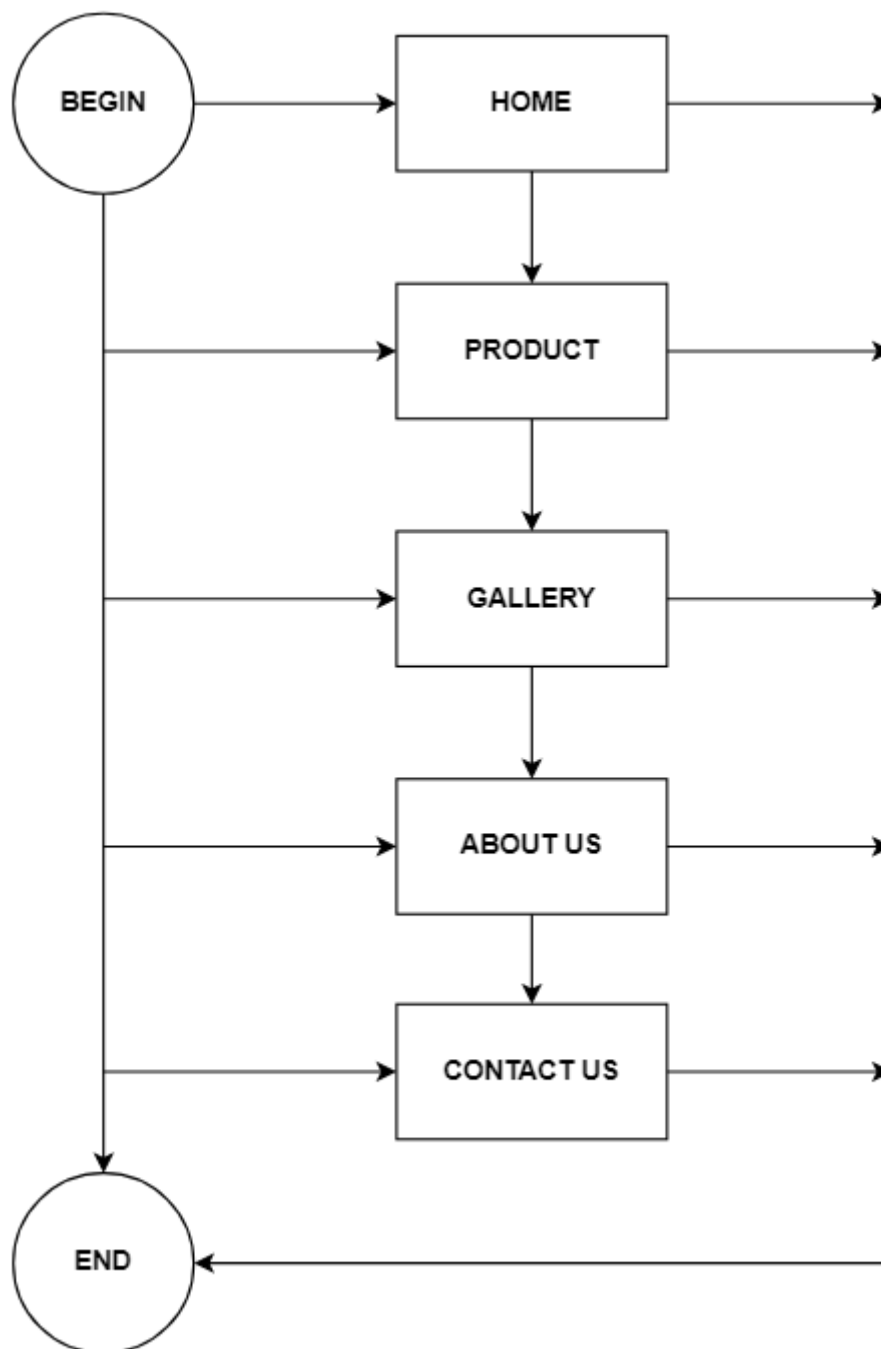 BEGIN
HOME
PRODUCT
GALLERY
ABOUT US
CONTACT US
END